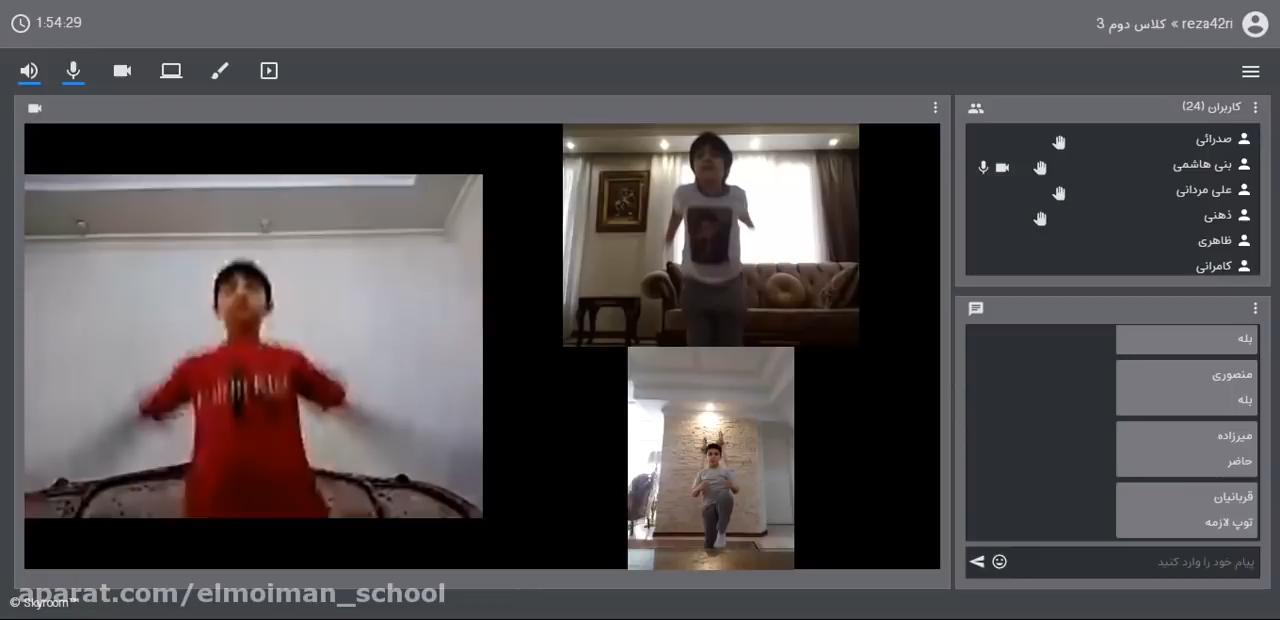 1:54:29
reza42ri » کلاس دوم 3
کاربران (24)
صدرائی
بنی هاشمی
علی مردانی
ذهنی
ظاهری
کامرانی
بله
منصوری
بله
میرزاده
حاضر
قربانیان
توپ لازمه
پیام خود را وارد کنید
aparat.com/elmoiman_school
© Skyroom™